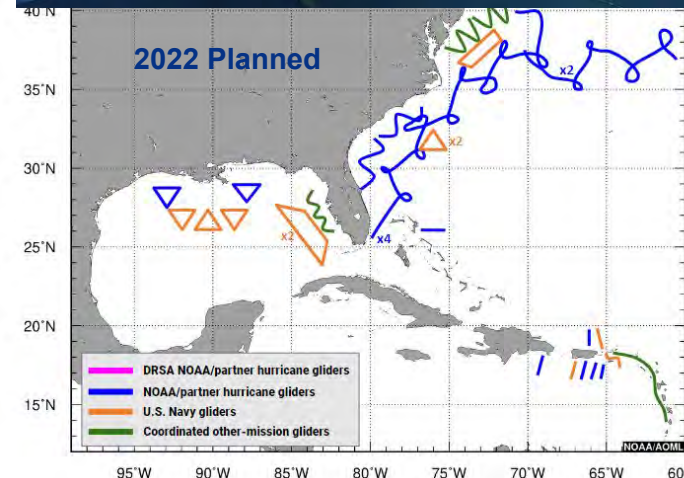 2022 Planned
40°N
35°N
30°N
25°N
20°N
15°N
x2
x2
x2
x4
DRSA NOAA/partner hurricane gliders
NOAA/partner hurricane gliders
U.S. Navy gliders
Coordinated other-mission gliders
NOAA/AOML
95°W 90°W 85°W 80°W 75°W 70°W 65°W 60